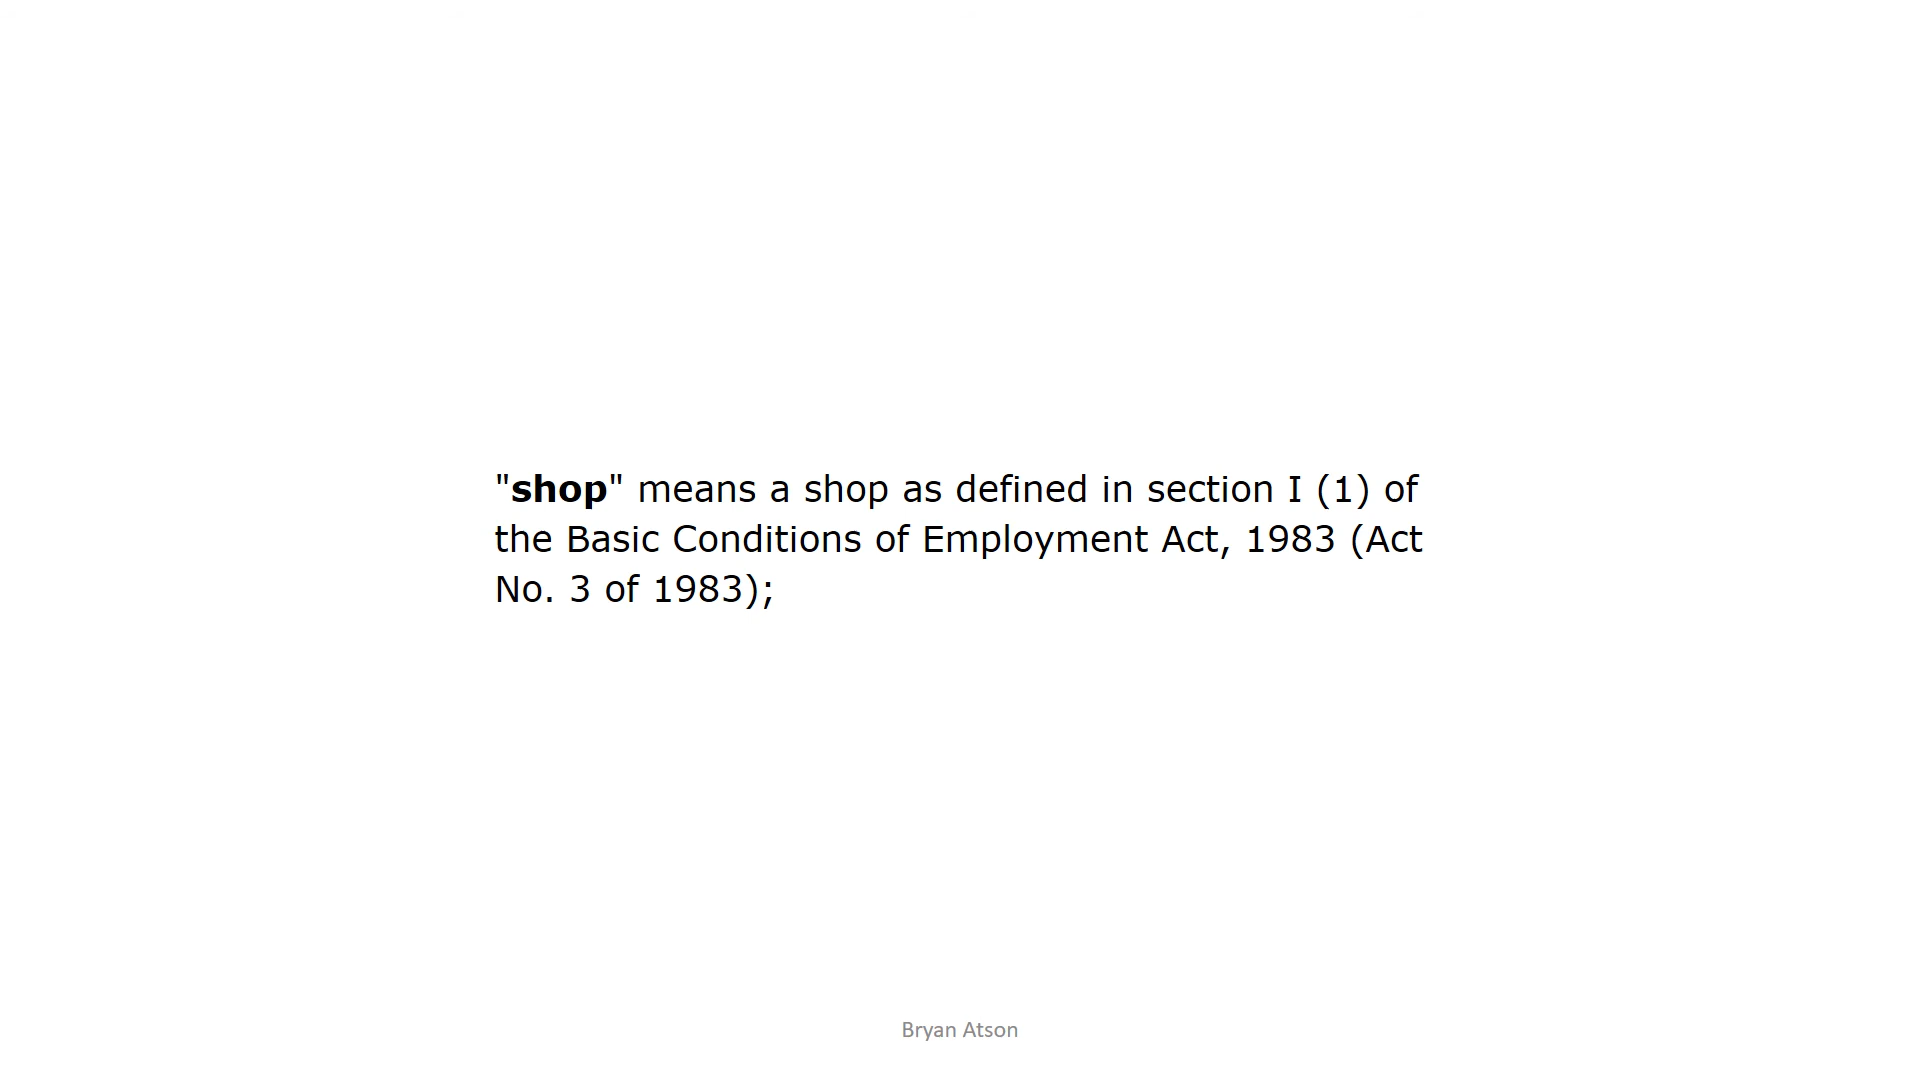 "shop" means a shop as defined in section I (1) of
the Basic Conditions of Employment Act, 1983 (Act
No. 3 of 1983);
Bryan Atson